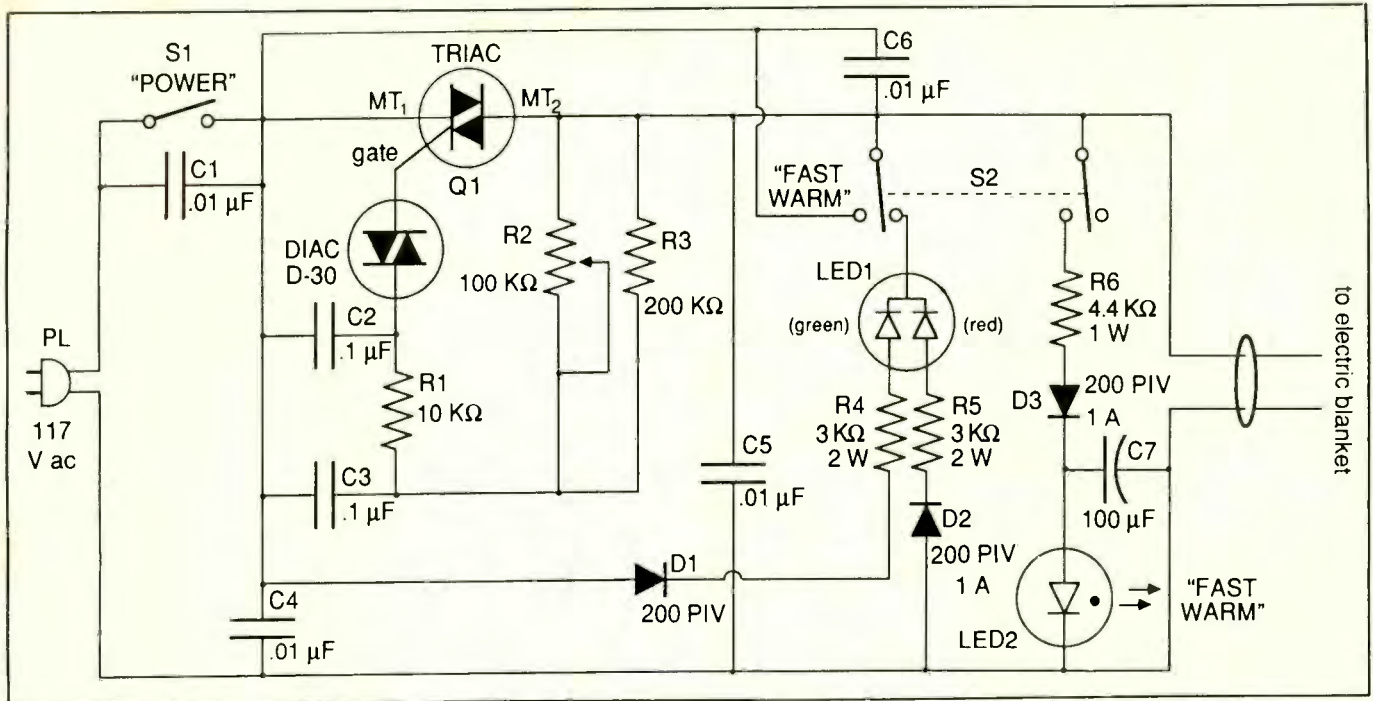 S1
"POWER"
TRIAC
MT1
MT2
gate
Q1
C6
.01 µF
C1
.01 µF
DIAC
D-30
R2
100 KΩ
R3
200 KΩ
"FAST
WARM"
S2
LED1
(green)
(red)
R6
4.4 KΩ
1 W
PL
117
V ac
C2
.1 µF
R1
10 KΩ
C3
.1 µF
C5
.01 µF
R4
3 KΩ
2 W
R5
3 KΩ
2 W
D3
200 PIV
1 A
C7
100 µF
to electric blanket
D1
200 PIV
D2
200 PIV
1 A
C4
.01 µF
LED2
"FAST
WARM"